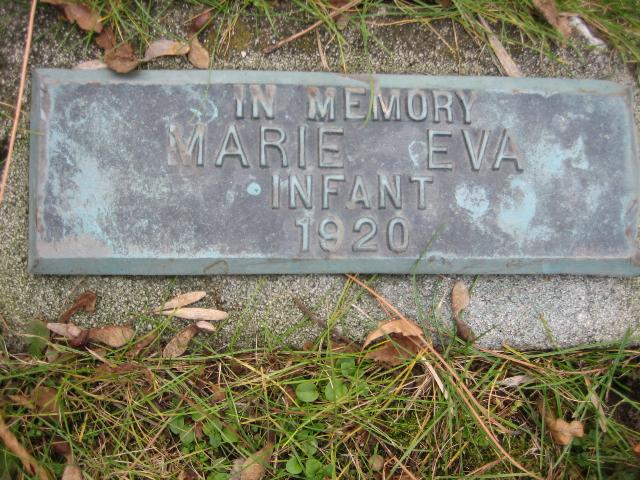 IN MEMORY
MARIE EVA
INFANT
1920